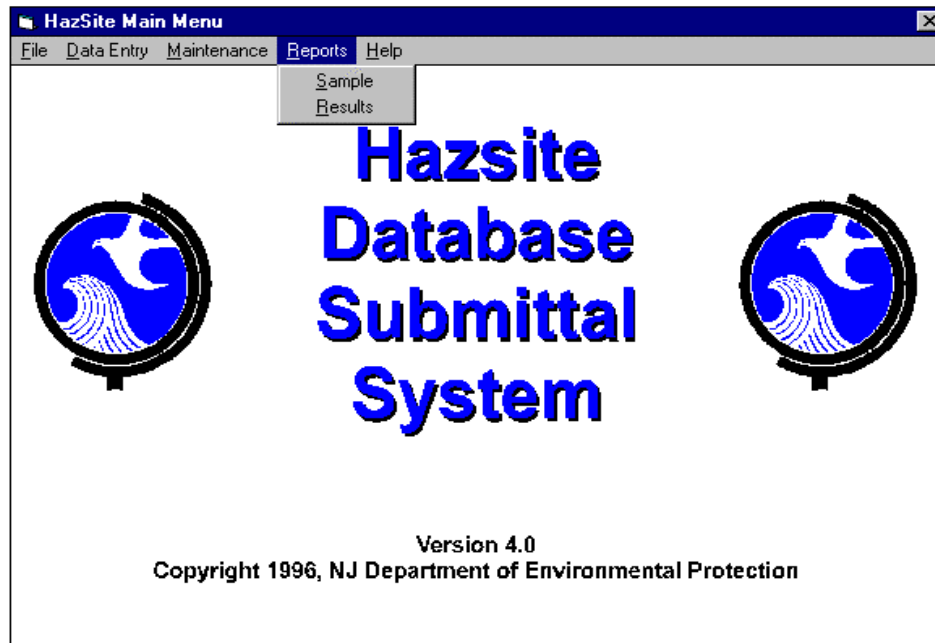 HazSite Main Menu
File Data Entry Maintenance Reports Help
Sample
Results
Hazsite
Database
Submittal
System
Version 4.0
Copyright 1996, NJ Department of Environmental Protection